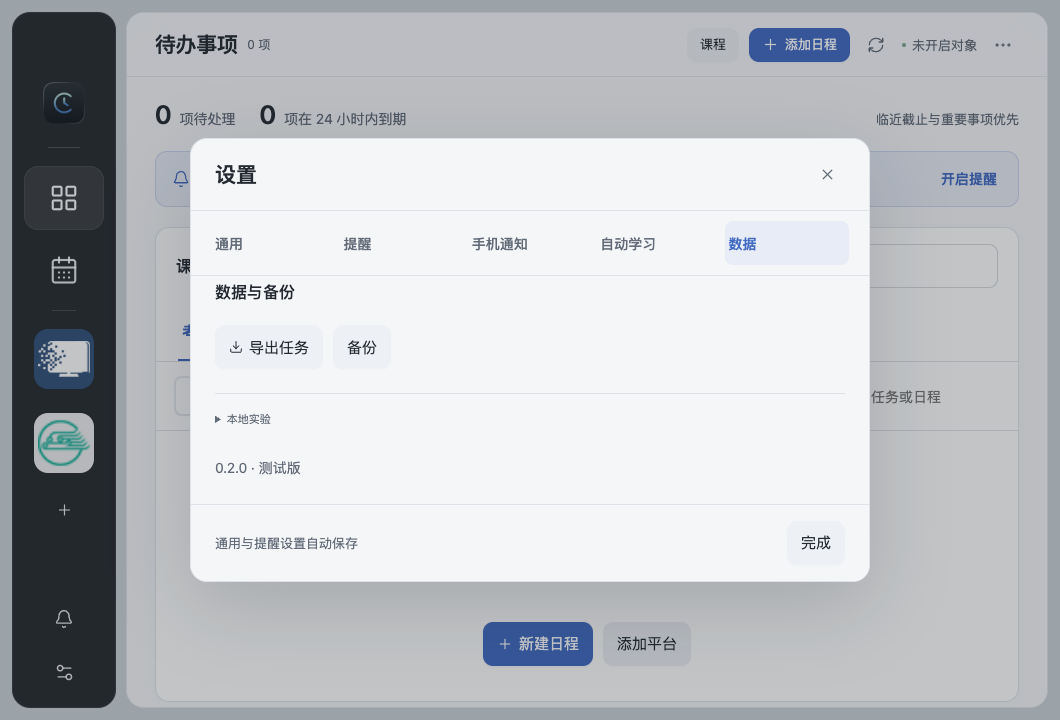 待办事项 0 项
课程
+ 添加日程
未开启对象
0 项待处理 0 项在 24 小时内到期
临近截止与重要事项优先
开启提醒
设置
通用 提醒 手机通知 自动学习 数据
数据与备份
导出任务 备份
本地实验
0.2.0 · 测试版
通用与提醒设置自动保存
完成
任务或日程
+ 新建日程 添加平台